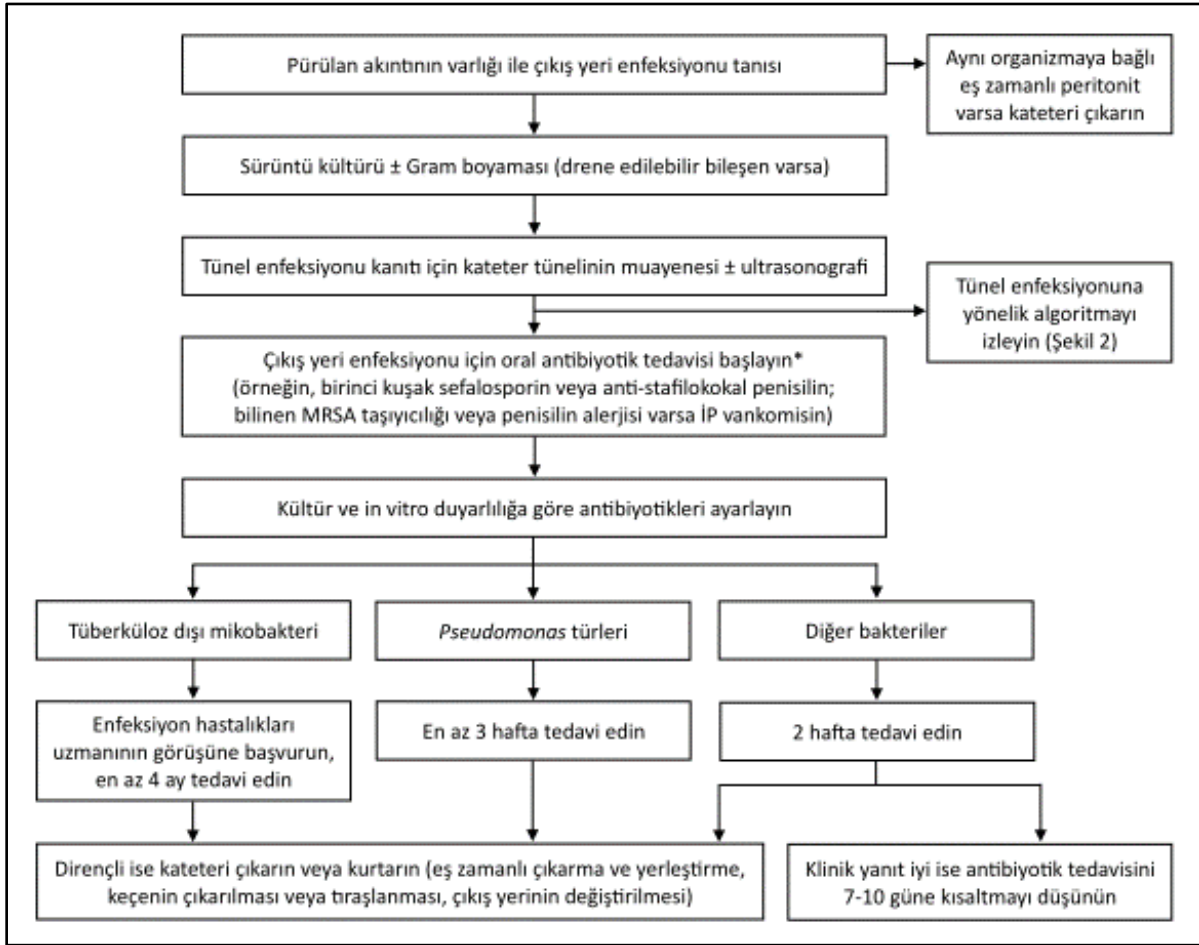 Pürülan akıntının varlığı ile çıkış yeri enfeksiyonu tanısı
Aynı organizmaya bağlı
eş zamanlı peritonit
varsa kateteri çıkarın
Sürüntü kültürü ± Gram boyaması (drene edilebilir bileşen varsa)
Tünel enfeksiyonu kanıtı için kateter tünelinin muayenesi ± ultrasonografi
Tünel enfeksiyonuna
yönelik algoritmayı
izleyin (Şekil 2)
Çıkış yeri enfeksiyonu için oral antibiyotik tedavisi başlayın*
(örneğin, birinci kuşak sefalosporin veya anti-stafilokokal penisilin;
bilinen MRSA taşıyıcılığı veya penisilin alerjisi varsa İP vankomisin)
Kültür ve in vitro duyarlılığa göre antibiyotikleri ayarlayın
Tüberküloz dışı mikobakteri
Pseudomonas türleri
Diğer bakteriler
Enfeksiyon hastalıkları
uzmanının görüşüne başvurun,
en az 4 ay tedavi edin
En az 3 hafta tedavi edin
2 hafta tedavi edin
Dirençli ise kateteri çıkarın veya kurtarın (eş zamanlı çıkarma ve yerleştirme,
keçenin çıkarılması veya tıraşlanması, çıkış yerinin değiştirilmesi)
Klinik yanıt iyi ise antibiyotik tedavisini
7-10 güne kısaltmayı düşünün